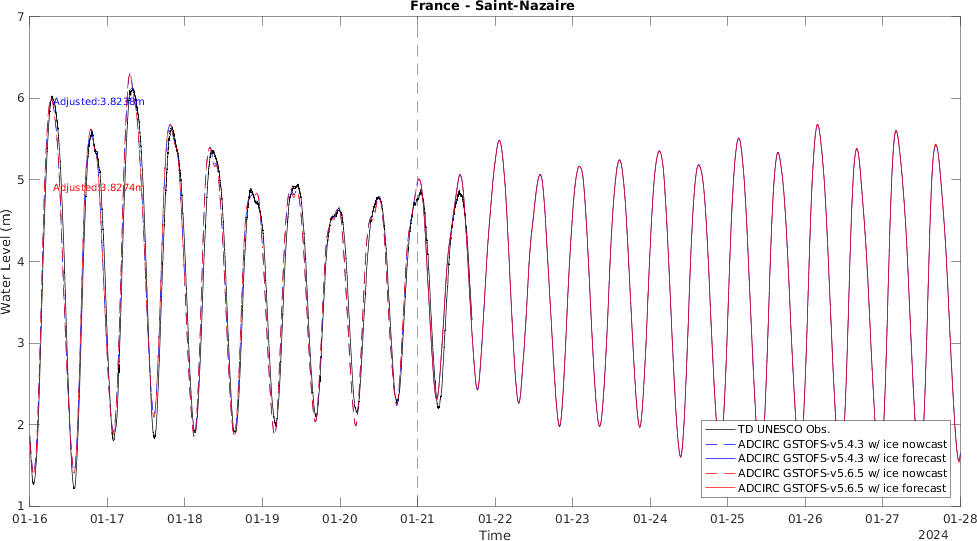 France - Saint-Nazaire
7
6
5
4
3
2
1
Water Level (m)
Adjusted:3.8238m
Adjusted:3.8274m
TD UNESCO Obs.
ADCIRC GSTOFS-v5.4.3 w/ ice nowcast
ADCIRC GSTOFS-v5.4.3 w/ ice forecast
ADCIRC GSTOFS-v5.6.5 w/ ice nowcast
ADCIRC GSTOFS-v5.6.5 w/ ice forecast
01-16 01-17 01-18 01-19 01-20 01-21 01-22 01-23 01-24 01-25 01-26 01-27 01-28
Time
2024